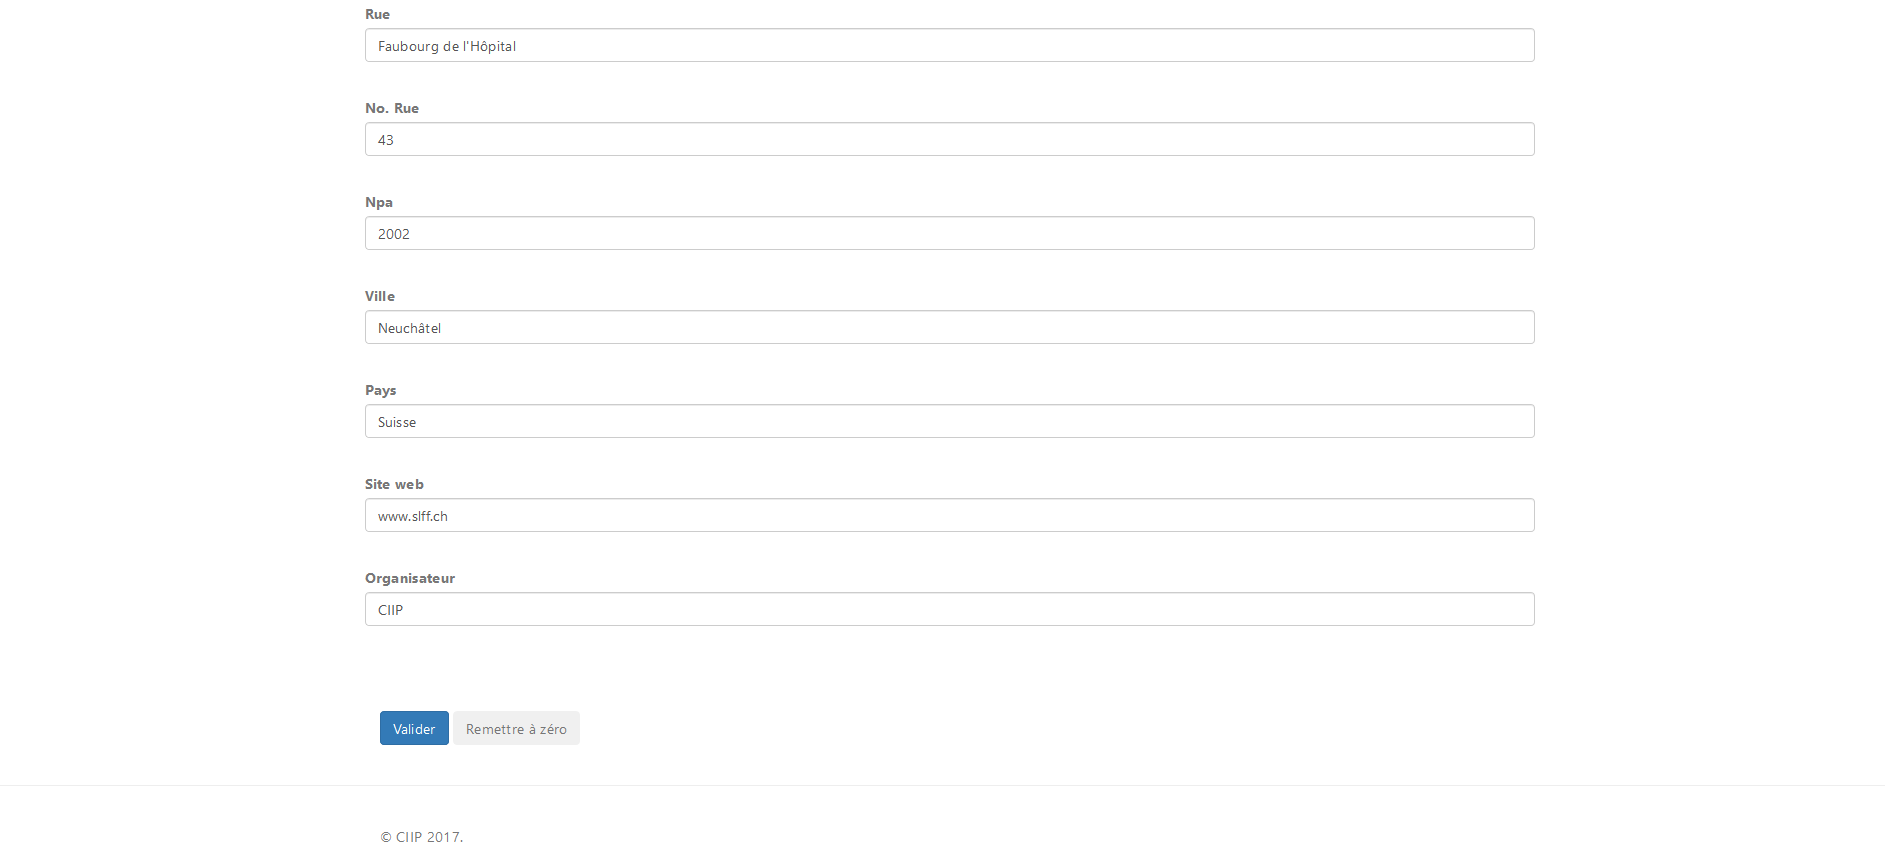 Rue
Faubourg de l'Hôpital
No. Rue
43
Npa
2002
Ville
Neuchâtel
Pays
Suisse
Site web
www.slff.ch
Organisateur
CIIP
Valider Remettre à zéro
© CIIP 2017.